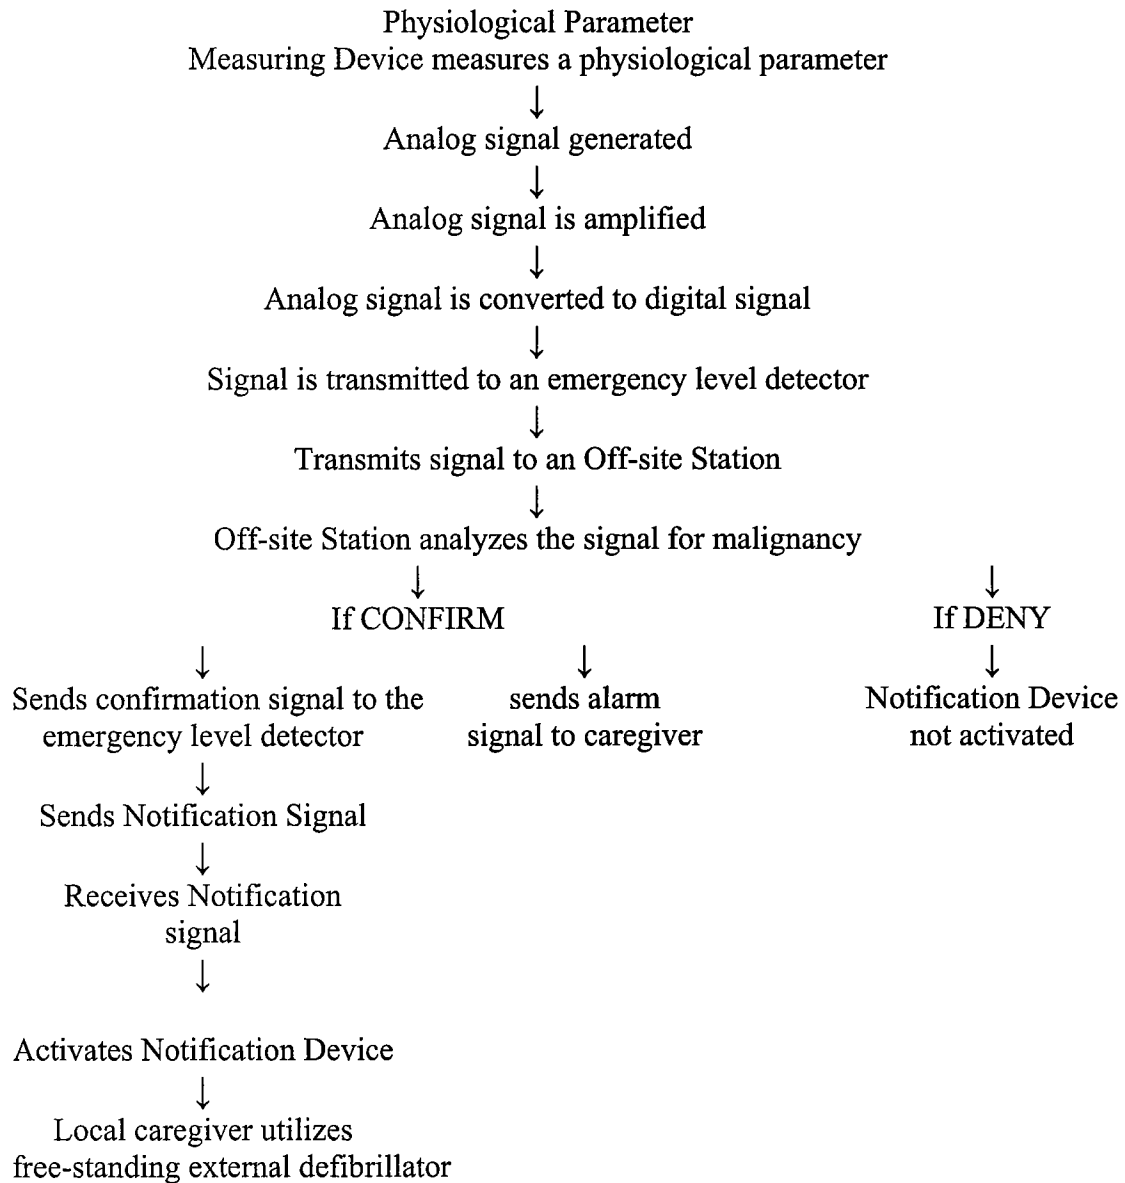 Physiological Parameter
Measuring Device measures a physiological parameter
↓
Analog signal generated
↓
Analog signal is amplified
↓
Analog signal is converted to digital signal
↓
Signal is transmitted to an emergency level detector
↓
Transmits signal to an Off-site Station
↓
Off-site Station analyzes the signal for malignancy
↓ ↓
If CONFIRM If DENY
↓ ↓ ↓
Sends confirmation signal to the sends alarm Notification Device
emergency level detector signal to caregiver not activated
↓
Sends Notification Signal
↓
Receives Notification
signal
↓
Activates Notification Device
↓
Local caregiver utilizes
free-standing external defibrillator